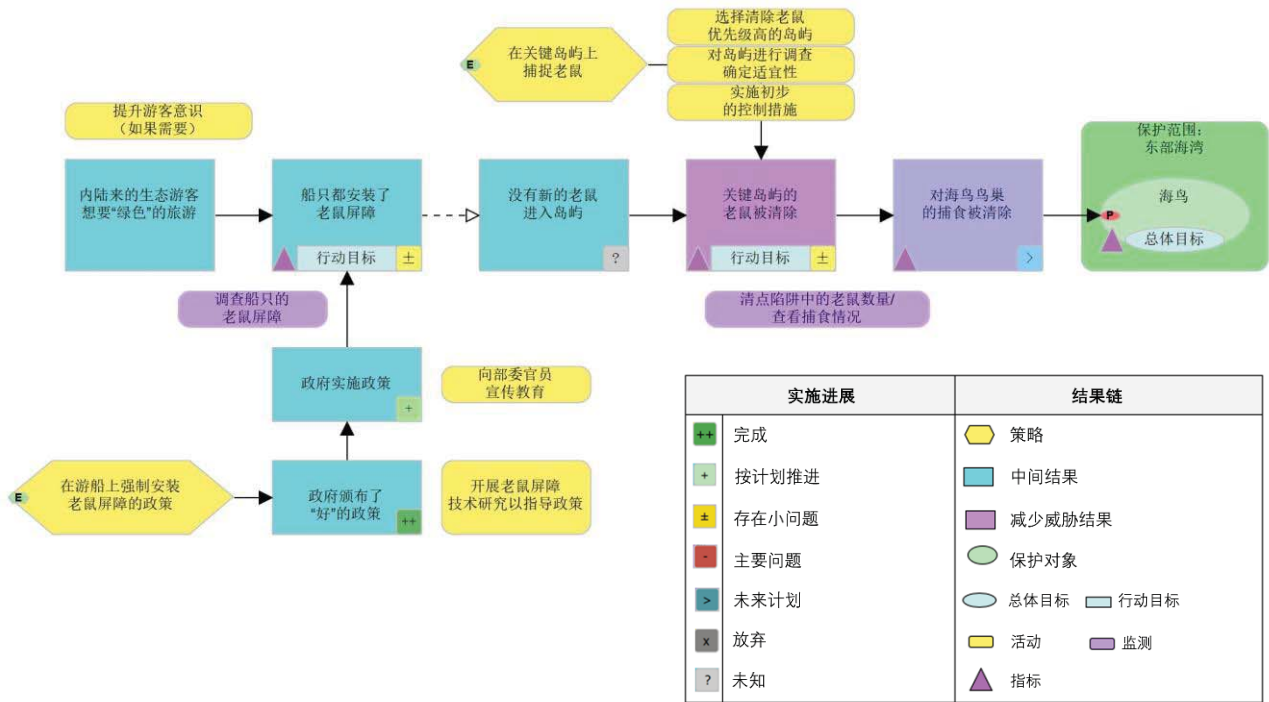 在关键岛屿上
捕捉老鼠
E
选择清除老鼠
优先级高的岛屿
对岛屿进行调查
确定适宜性
实施初步
的控制措施
提升游客意识
（如果需要）
内陆来的生态游客
想要“绿色”的旅游
船只都安装了
老鼠屏障
行动目标
±
没有新的老鼠
进入岛屿
?
关键岛屿的
老鼠被清除
行动目标
±
对海鸟鸟巢
的捕食被清除
>
保护范围：
东部海湾
海鸟
P
总体目标
调查船只的
老鼠屏障
清点陷阱中的老鼠数量/
查看捕食情况
政府实施政策
+
向部委官员
宣传教育
E
在游船上强制安装
老鼠屏障的政策
政府颁布了
“好”的政策
++
开展老鼠屏障
技术研究以指导政策
实施进展
结果链
++ 完成
策略
+ 按计划推进
中间结果
± 存在小问题
减少威胁结果
- 主要问题
保护对象
> 未来计划
总体目标 行动目标
x 放弃
活动 监测
? 未知
指标